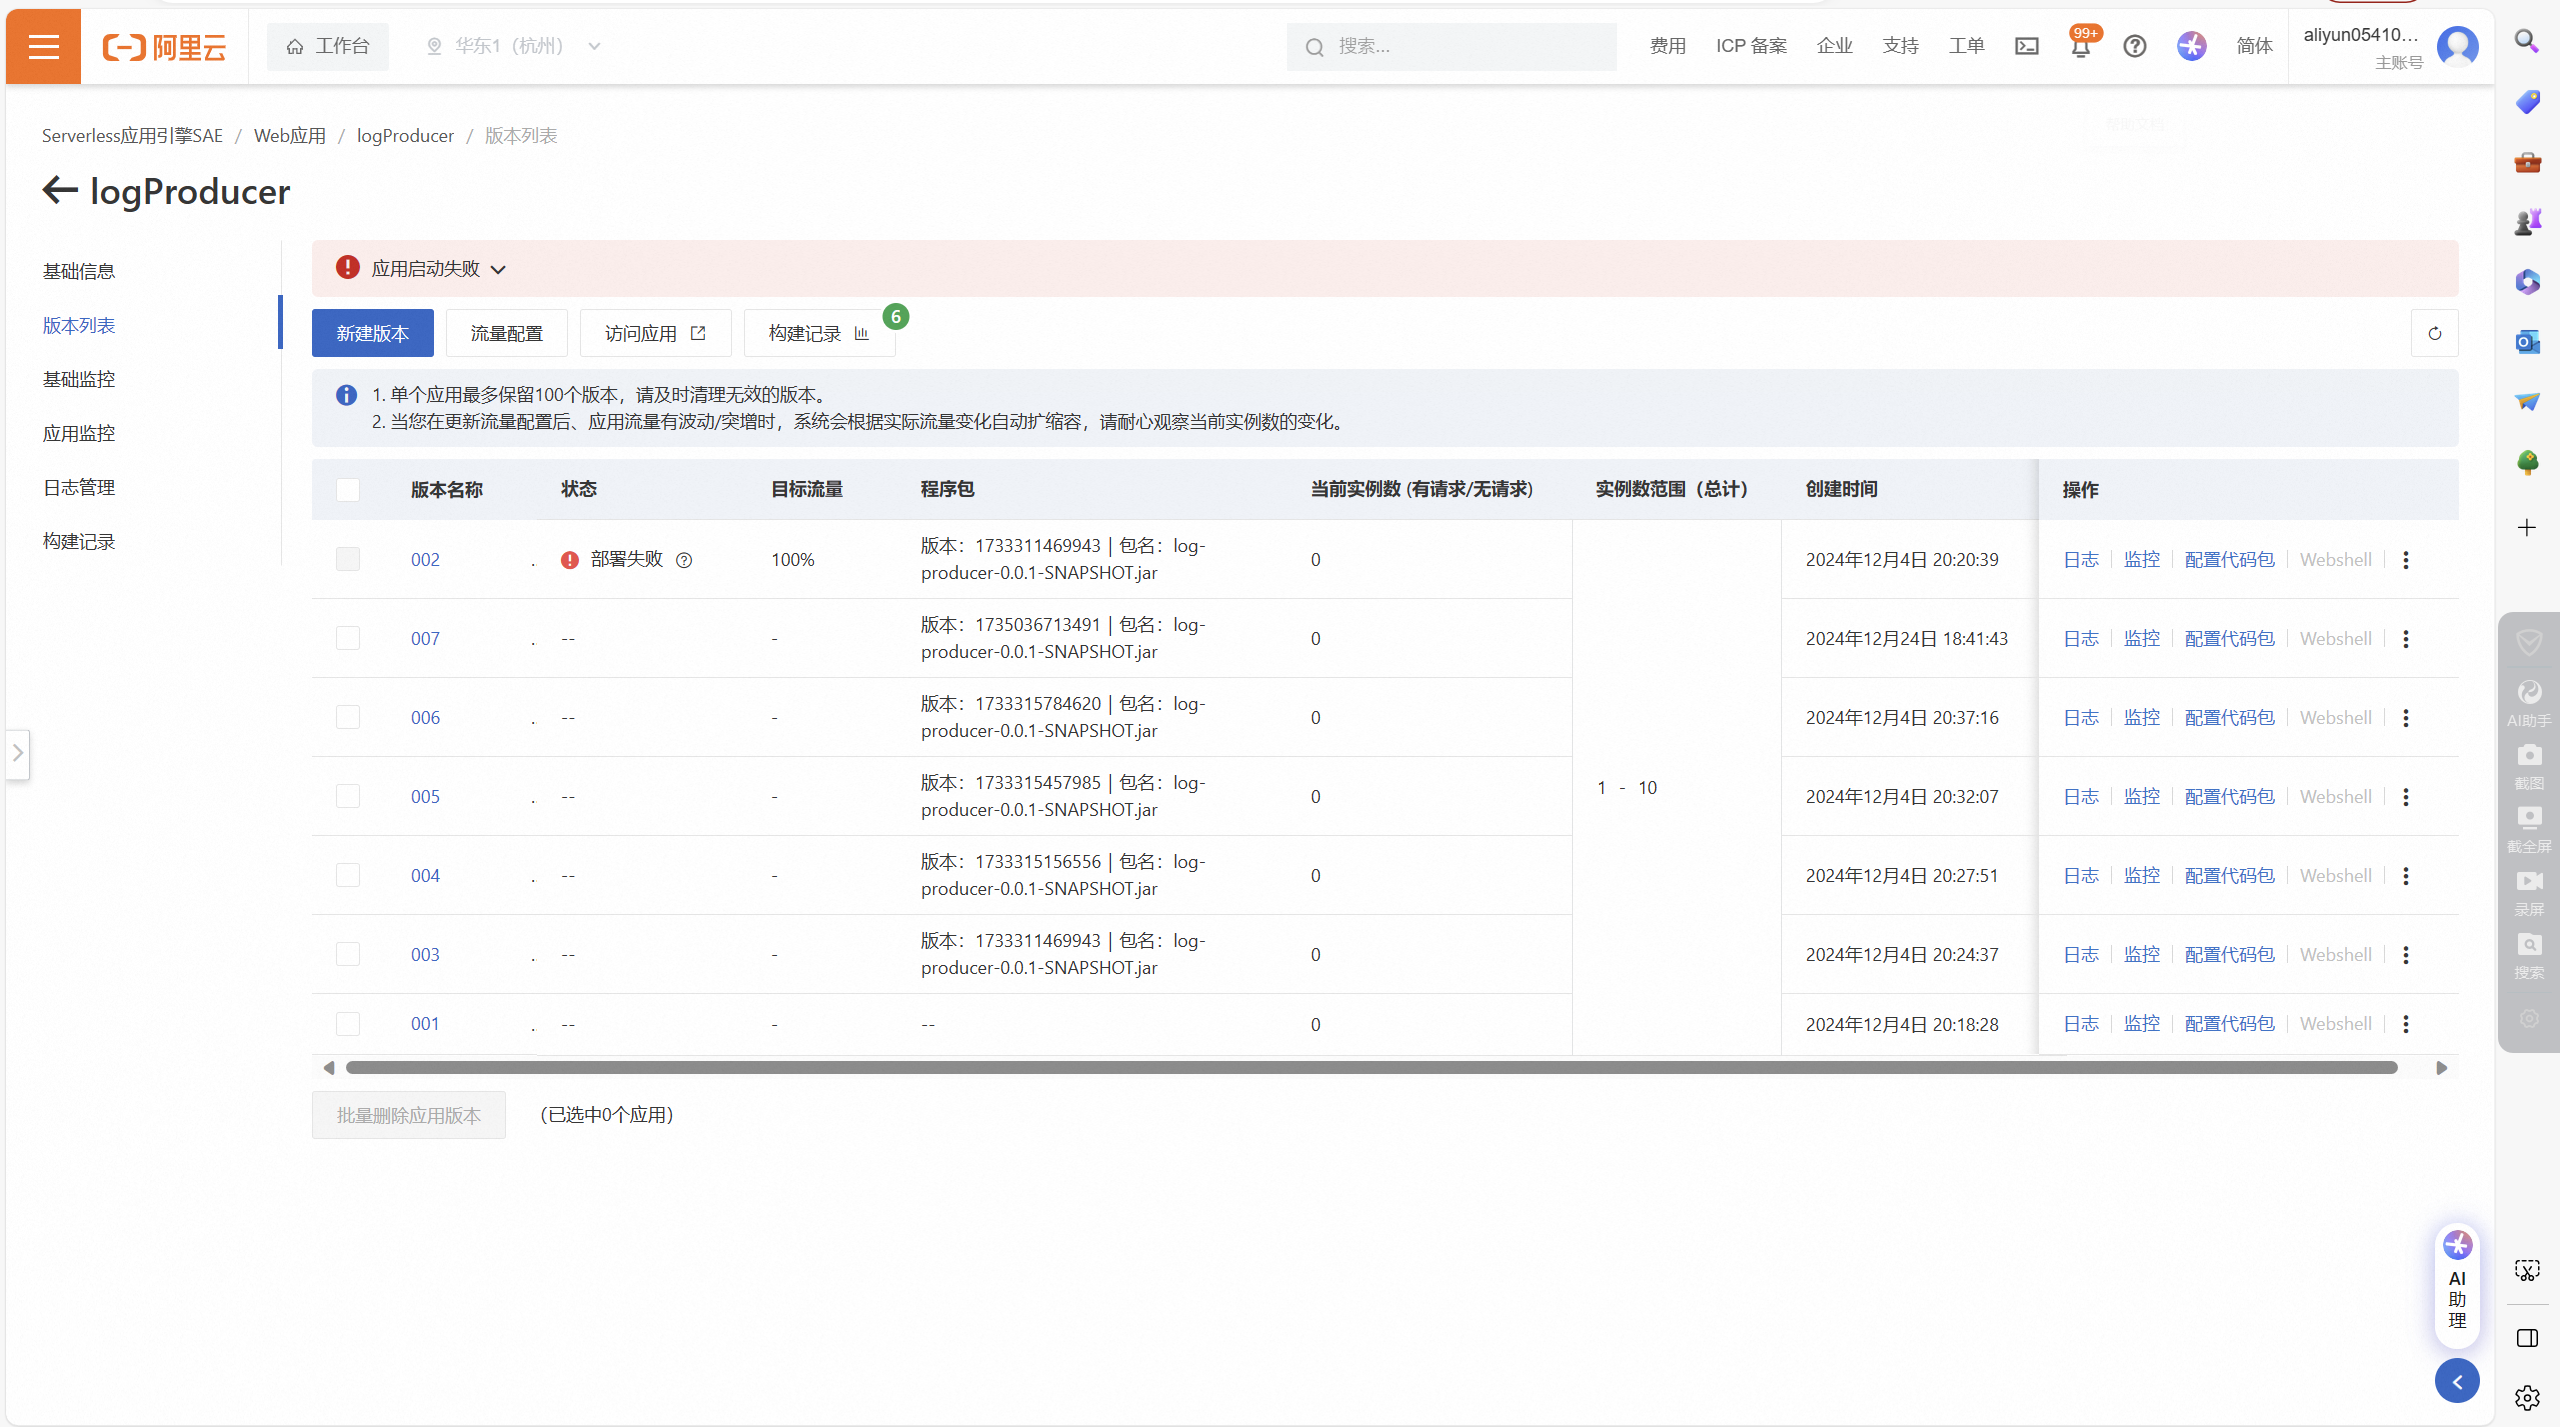 阿里云
工作台
华东1（杭州）
搜索...
费用
ICP 备案
企业
支持
工单
99+
简体
aliyun05410...
主账号
Serverless应用引擎SAE / Web应用 / logProducer / 版本列表
logProducer
基础信息
版本列表
基础监控
应用监控
日志管理
构建记录
应用启动失败
新建版本
流量配置
访问应用
构建记录
6
1. 单个应用最多保留100个版本，请及时清理无效的版本。
2. 当您在更新流量配置后、应用流量有波动/突增时，系统会根据实际流量变化自动扩缩容，请耐心观察当前实例数的变化。
版本名称 状态 目标流量 程序包 当前实例数 (有请求/无请求) 实例数范围（总计） 创建时间 操作
002 .. 部署失败 100% 版本：1733311469943 | 包名：log-
producer-0.0.1-SNAPSHOT.jar
0 2024年12月4日 20:20:39 日志 监控 配置代码包 Webshell
007 .. -- - 版本：1735036713491 | 包名：log-
producer-0.0.1-SNAPSHOT.jar
0 2024年12月24日 18:41:43 日志 监控 配置代码包 Webshell
006 .. -- - 版本：1733315784620 | 包名：log-
producer-0.0.1-SNAPSHOT.jar
0 2024年12月4日 20:37:16 日志 监控 配置代码包 Webshell
005 .. -- - 版本：1733315457985 | 包名：log-
producer-0.0.1-SNAPSHOT.jar
0 1 - 10 2024年12月4日 20:32:07 日志 监控 配置代码包 Webshell
004 .. -- - 版本：1733315156556 | 包名：log-
producer-0.0.1-SNAPSHOT.jar
0 2024年12月4日 20:27:51 日志 监控 配置代码包 Webshell
003 .. -- - 版本：1733311469943 | 包名：log-
producer-0.0.1-SNAPSHOT.jar
0 2024年12月4日 20:24:37 日志 监控 配置代码包 Webshell
001 .. -- - -- 0 2024年12月4日 20:18:28 日志 监控 配置代码包 Webshell
批量删除应用版本
（已选中0个应用）
AI助手
截图
截全屏
录屏
搜索
AI
助
理